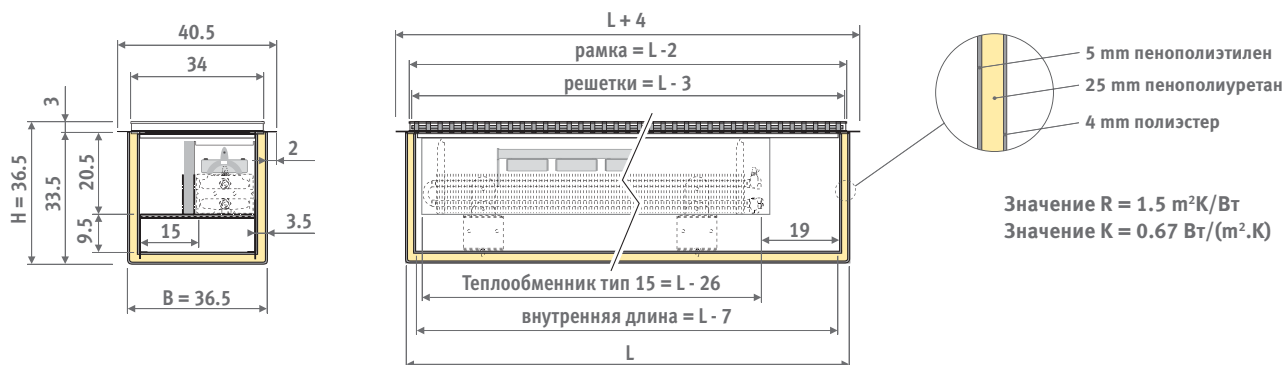 40.5
34
3
H = 36.5
33.5
20.5
9.5
15
2
3.5
B = 36.5
L + 4
рамка = L -2
решетки = L - 3
19
Теплообменник тип 15 = L - 26
внутренняя длина = L - 7
L
5 mm пенополиэтилен
25 mm пенополиуретан
4 mm полиэстер
Значение R = 1.5 m²K/Вт
Значение K = 0.67 Вт/(m².K)